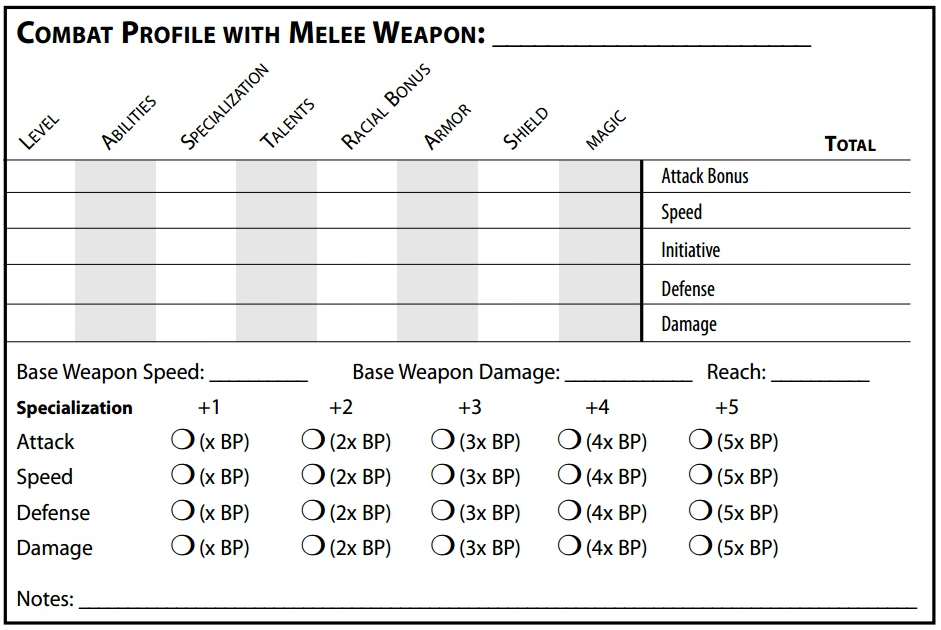 COMBAT PROFILE WITH MELEE WEAPON: ____________________
LEVEL ABILITIES SPECIALIZATION TALENTS RACIAL BONUS ARMOR SHIELD MAGIC TOTAL
Attack Bonus
Speed
Initiative
Defense
Damage
Base Weapon Speed: _________ Base Weapon Damage: ____________ Reach: _________
Specialization +1 +2 +3 +4 +5
Attack ❍ (x BP) ❍ (2x BP) ❍ (3x BP) ❍ (4x BP) ❍ (5x BP)
Speed ❍ (x BP) ❍ (2x BP) ❍ (3x BP) ❍ (4x BP) ❍ (5x BP)
Defense ❍ (x BP) ❍ (2x BP) ❍ (3x BP) ❍ (4x BP) ❍ (5x BP)
Damage ❍ (x BP) ❍ (2x BP) ❍ (3x BP) ❍ (4x BP) ❍ (5x BP)
Notes: ____________________